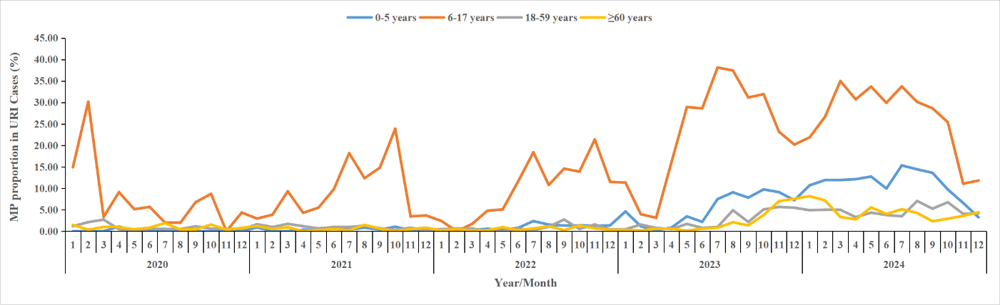 0-5 years 6-17 years 18-59 years ≥60 years
MP proportion in URI Cases (%)
45.00
40.00
35.00
30.00
25.00
20.00
15.00
10.00
5.00
0.00
1 2 3 4 5 6 7 8 9 10 11 12 1 2 3 4 5 6 7 8 9 10 11 12 1 2 3 4 5 6 7 8 9 10 11 12 1 2 3 4 5 6 7 8 9 10 11 12 1 2 3 4 5 6 7 8 9 10 11 12
2020 2021 2022 2023 2024
Year/Month